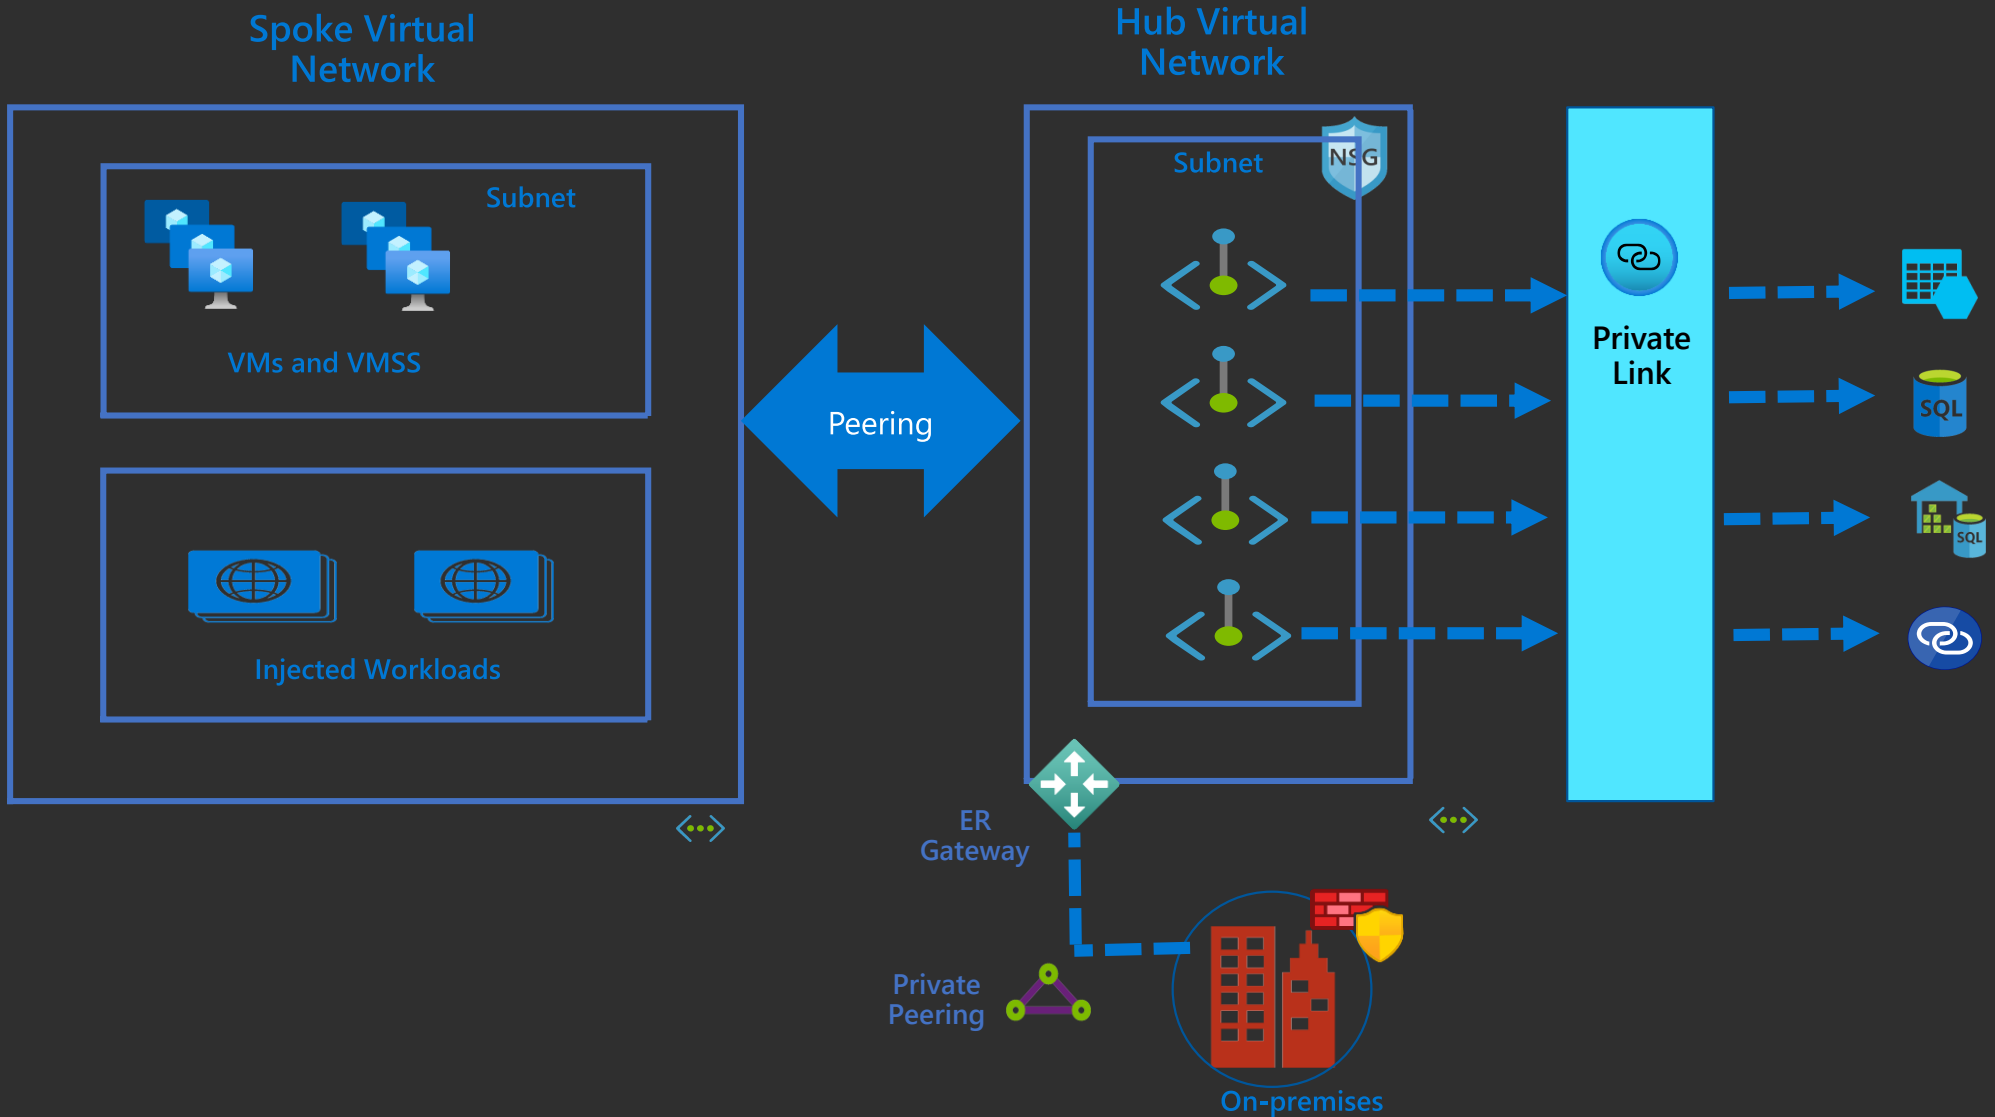 Spoke Virtual
Network
Hub Virtual
Network
Subnet
VMs and VMSS
Injected Workloads
Peering
Subnet
NSG
Private
Link
SQL
SQL
ER
Gateway
Private
Peering
On-premises